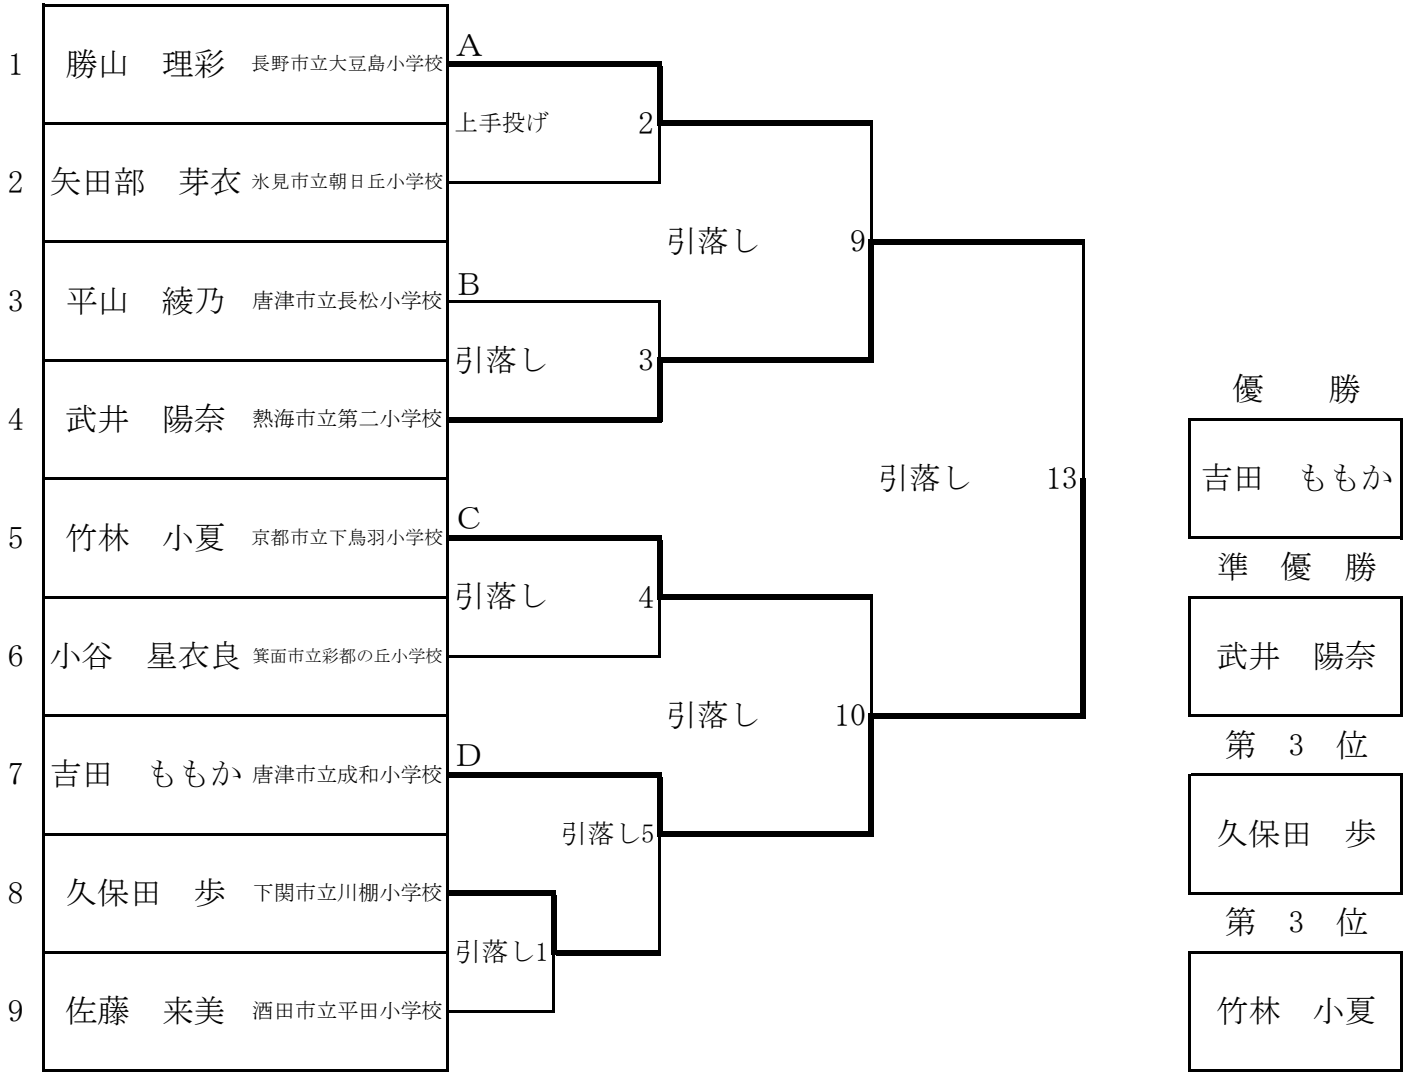 A
1 勝山 理彩 長野市立大豆島小学校
上手投げ 2
2 矢田部 芽衣 氷見市立朝日丘小学校
引落し 9
B
3 平山 綾乃 唐津市立長松小学校
引落し 3
4 武井 陽奈 熱海市立第二小学校
引落し 13
C
5 竹林 小夏 京都市立下鳥羽小学校
引落し 4
6 小谷 星衣良 箕面市立彩都の丘小学校
引落し 10
D
7 吉田 ももか 唐津市立成和小学校
引落し5
8 久保田 歩 下関市立川棚小学校
引落し1
9 佐藤 来美 酒田市立平田小学校
優 勝
吉田 ももか
準 優 勝
武井 陽奈
第 3 位
久保田 歩
第 3 位
竹林 小夏